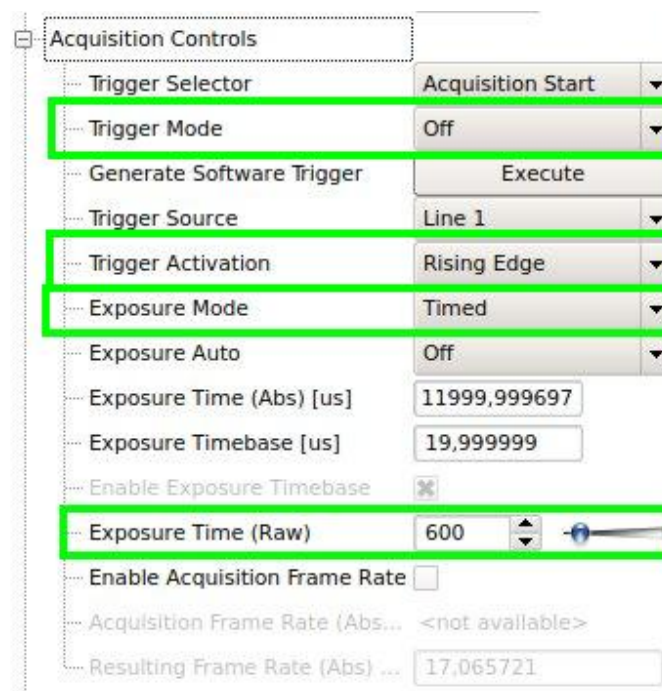 Acquisition Controls
Trigger Selector Acquisition Start
Trigger Mode Off
Generate Software Trigger Execute
Trigger Source Line 1
Trigger Activation Rising Edge
Exposure Mode Timed
Exposure Auto Off
Exposure Time (Abs) [us] 11999,999697
Exposure Timebase [us] 19,999999
Enable Exposure Timebase
Exposure Time (Raw) 600
Enable Acquisition Frame Rate
Acquisition Frame Rate (Abs... <not available>
Resulting Frame Rate (Abs) ... 17,065721